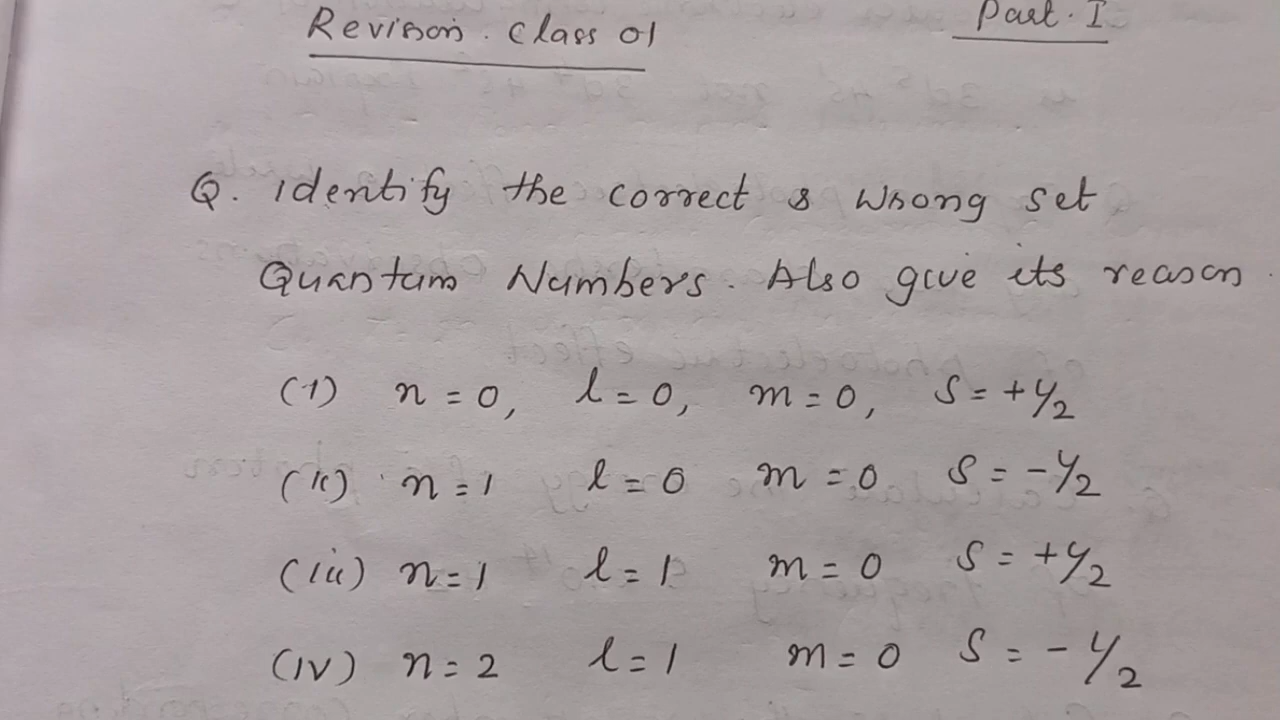 Revison. Class 01
Part. I
Q. Identify the correct & Wrong set
Quantum Numbers. Also give its reason.
(1) n = 0, l = 0, m = 0, S = +1/2
(ii) n = 1 l = 0 m = 0 S = -1/2
(iii) n = 1 l = 1 m = 0 S = +1/2
(iv) n = 2 l = 1 m = 0 S = -1/2